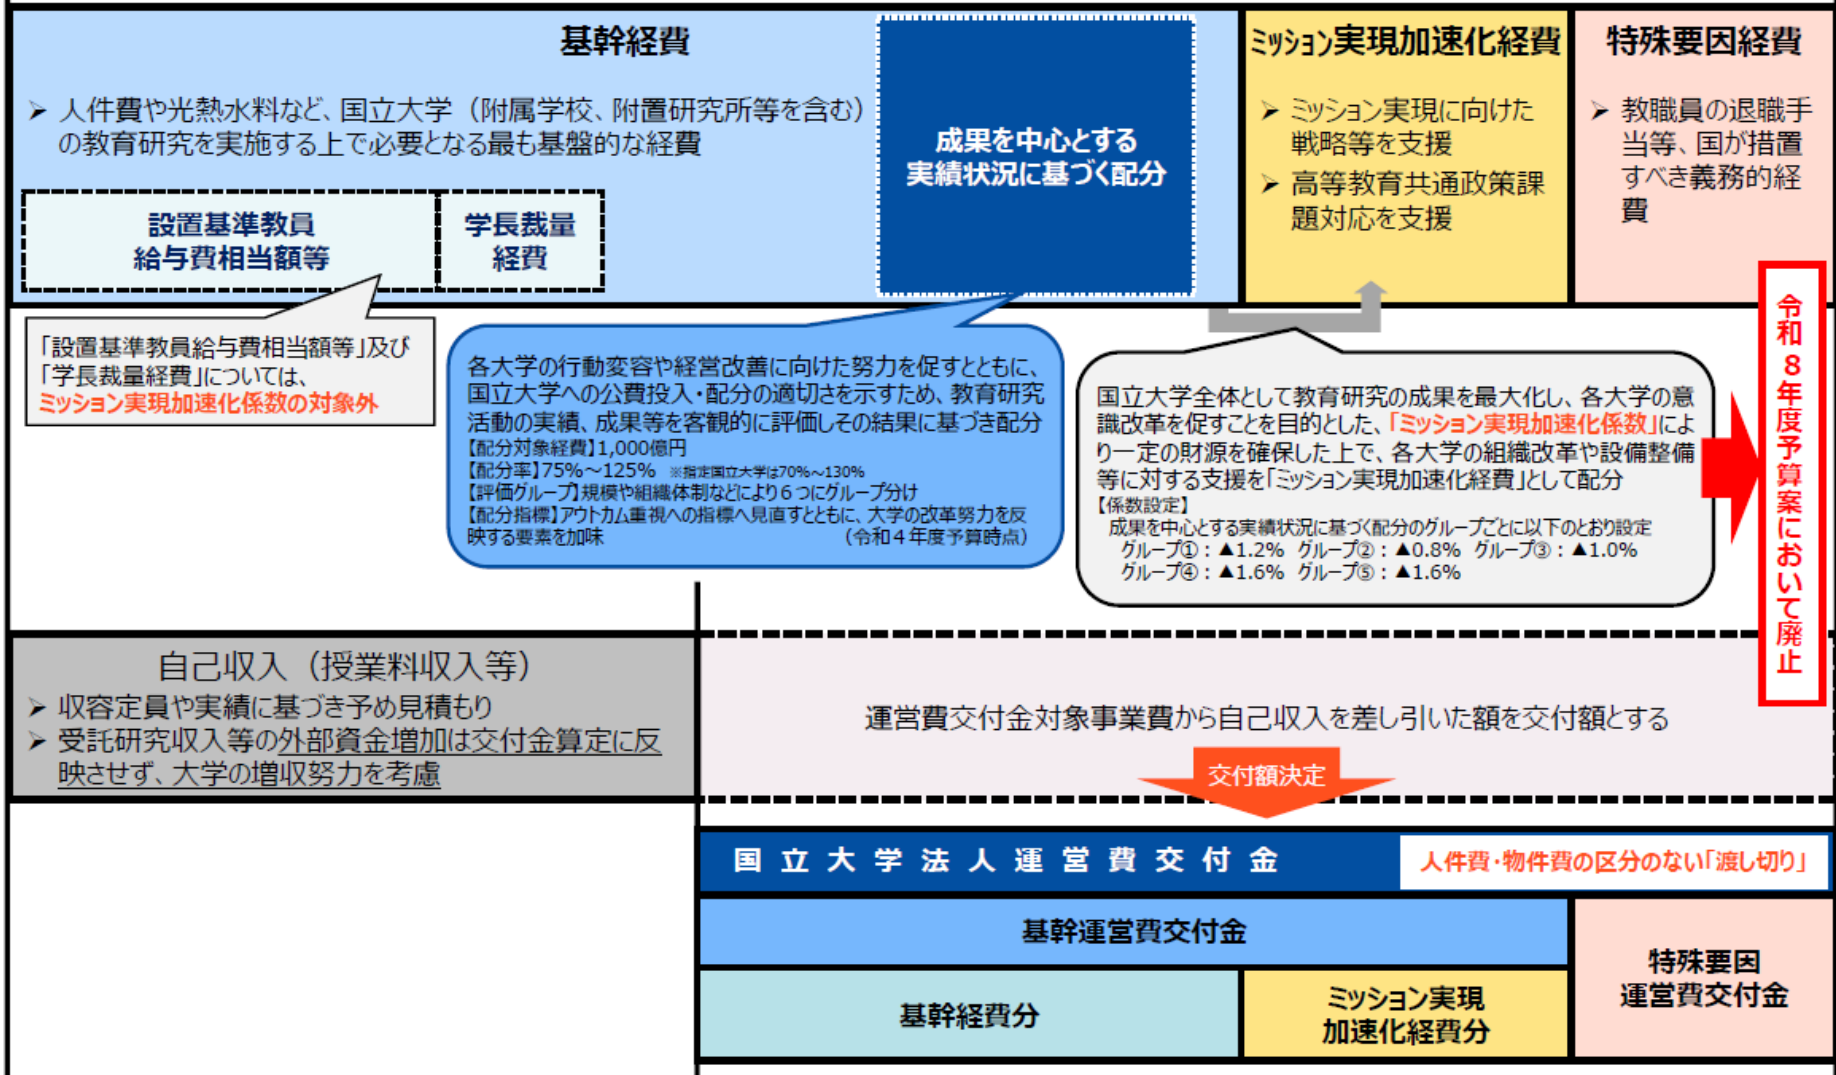 基幹経費
➢ 人件費や光熱水料など、国立大学（附属学校、附置研究所等を含む）
の教育研究を実施する上で必要となる最も基盤的な経費
設置基準教員
給与費相当額等
学長裁量
経費
成果を中心とする
実績状況に基づく配分
ミッション実現加速化経費
➢ ミッション実現に向けた
戦略等を支援
➢ 高等教育共通政策課
題対応を支援
特殊要因経費
➢ 教職員の退職手
当等、国が措置
すべき義務的経
費
「設置基準教員給与費相当額等」及び
「学長裁量経費」については、
ミッション実現加速化係数の対象外
各大学の行動変容や経営改善に向けた努力を促すとともに、
国立大学への公費投入・配分の適切さを示すため、教育研究
活動の実績、成果等を客観的に評価しその結果に基づき配分
【配分対象経費】1,000億円
【配分率】75%～125% ※指定国立大学は70%～130%
【評価グループ】規模や組織体制などにより６つにグループ分け
【配分指標】アウトカム重視への指標へ見直すとともに、大学の改革努力を反
映する要素を加味 （令和４年度予算時点）
国立大学全体として教育研究の成果を最大化し、各大学の意
識改革を促すことを目的とした、「ミッション実現加速化係数」によ
り一定の財源を確保した上で、各大学の組織改革や設備整備
等に対する支援を「ミッション実現加速化経費」として配分
【係数設定】
成果を中心とする実績状況に基づく配分のグループごとに以下のとおり設定
グループ①：▲1.2% グループ②：▲0.8% グループ③：▲1.0%
グループ④：▲1.6% グループ⑤：▲1.6%
令和８年度予算案において廃止
自己収入（授業料収入等）
➢ 収容定員や実績に基づき予め見積もり
➢ 受託研究収入等の外部資金増加は交付金算定に反
映させず、大学の増収努力を考慮
運営費交付金対象事業費から自己収入を差し引いた額を交付額とする
交付額決定
国立大学法人運営費交付金
人件費・物件費の区分のない「渡し切り」
基幹運営費交付金
特殊要因
運営費交付金
基幹経費分
ミッション実現
加速化経費分